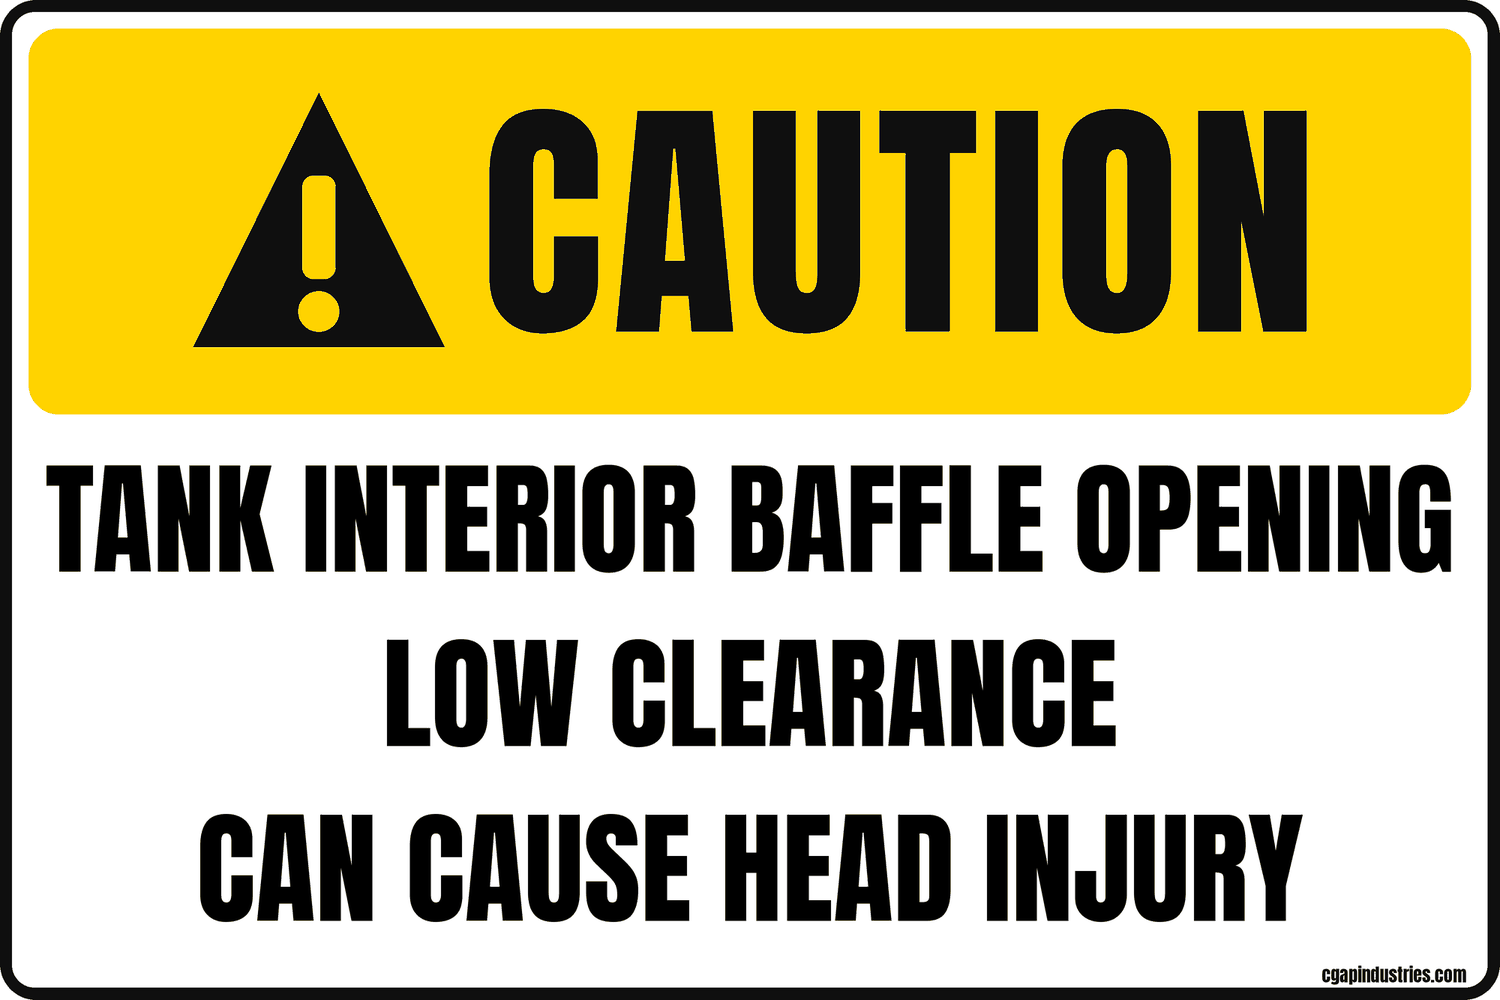 CAUTION
TANK INTERIOR BAFFLE OPENING
LOW CLEARANCE
CAN CAUSE HEAD INJURY
cgapindustries.com